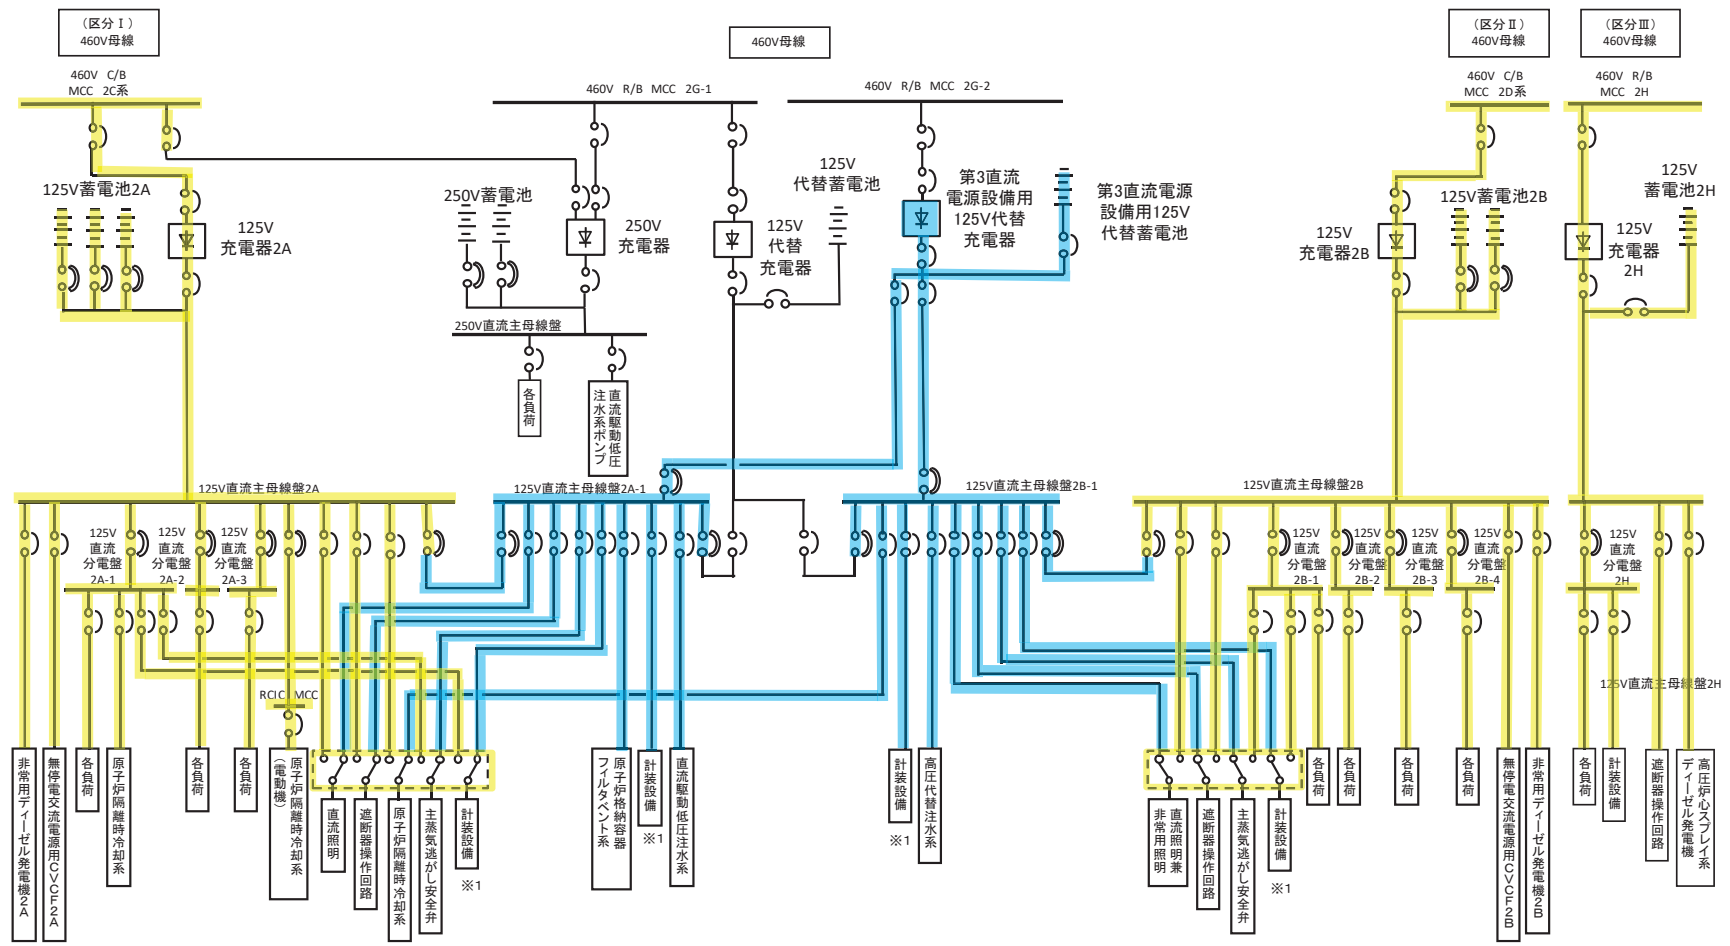 （区分Ⅰ）
460V母線
460V母線
（区分Ⅱ）
460V母線
（区分Ⅲ）
460V母線
460V C/B
MCC 2C系
460V R/B MCC 2G-1
460V R/B MCC 2G-2
460V C/B
MCC 2D系
460V R/B
MCC 2H
125V蓄電池2A
125V
充電器2A
250V蓄電池
250V
充電器
125V
代替蓄電池
125V
代替
充電器
第3直流
電源設備用
125V代替
充電器
第3直流電源
設備用125V
代替蓄電池
125V蓄電池2B
125V
充電器2B
125V
蓄電池2H
125V
充電器
2H
250V直流主母線盤
各負荷
直流駆動低圧
注水系ポンプ
125V直流主母線盤2A
125V直流主母線盤2A-1
125V直流主母線盤2B-1
125V直流主母線盤2B
125V
直流
分電盤
2A-1
125V
直流
分電盤
2A-2
125V
直流
分電盤
2A-3
125V
直流
分電盤
2B-1
125V
直流
分電盤
2B-2
125V
直流
分電盤
2B-3
125V
直流
分電盤
2B-4
125V
直流
分電盤
2H
RCIC MCC
125V直流主母線盤2H
非常用ディーゼル発電機2A
無停電交流電源用CVCF2A
各負荷
原子炉隔離時冷却系
各負荷
各負荷
原子炉隔離時冷却系
（電動機）
直流照明
遮断器操作回路
原子炉隔離時冷却系
主蒸気逃がし安全弁
計装設備
※1
原子炉格納容器
フィルタベント系
計装設備
※1
直流駆動低圧注水系
計装設備
※1
高圧代替注水系
直流照明兼
非常用照明
遮断器操作回路
主蒸気逃がし安全弁
計装設備
※1
各負荷
各負荷
各負荷
各負荷
無停電交流電源用CVCF2B
非常用ディーゼル発電機2B
各負荷
計装設備
遮断器操作回路
高圧炉心スプレイ系
ディーゼル発電機